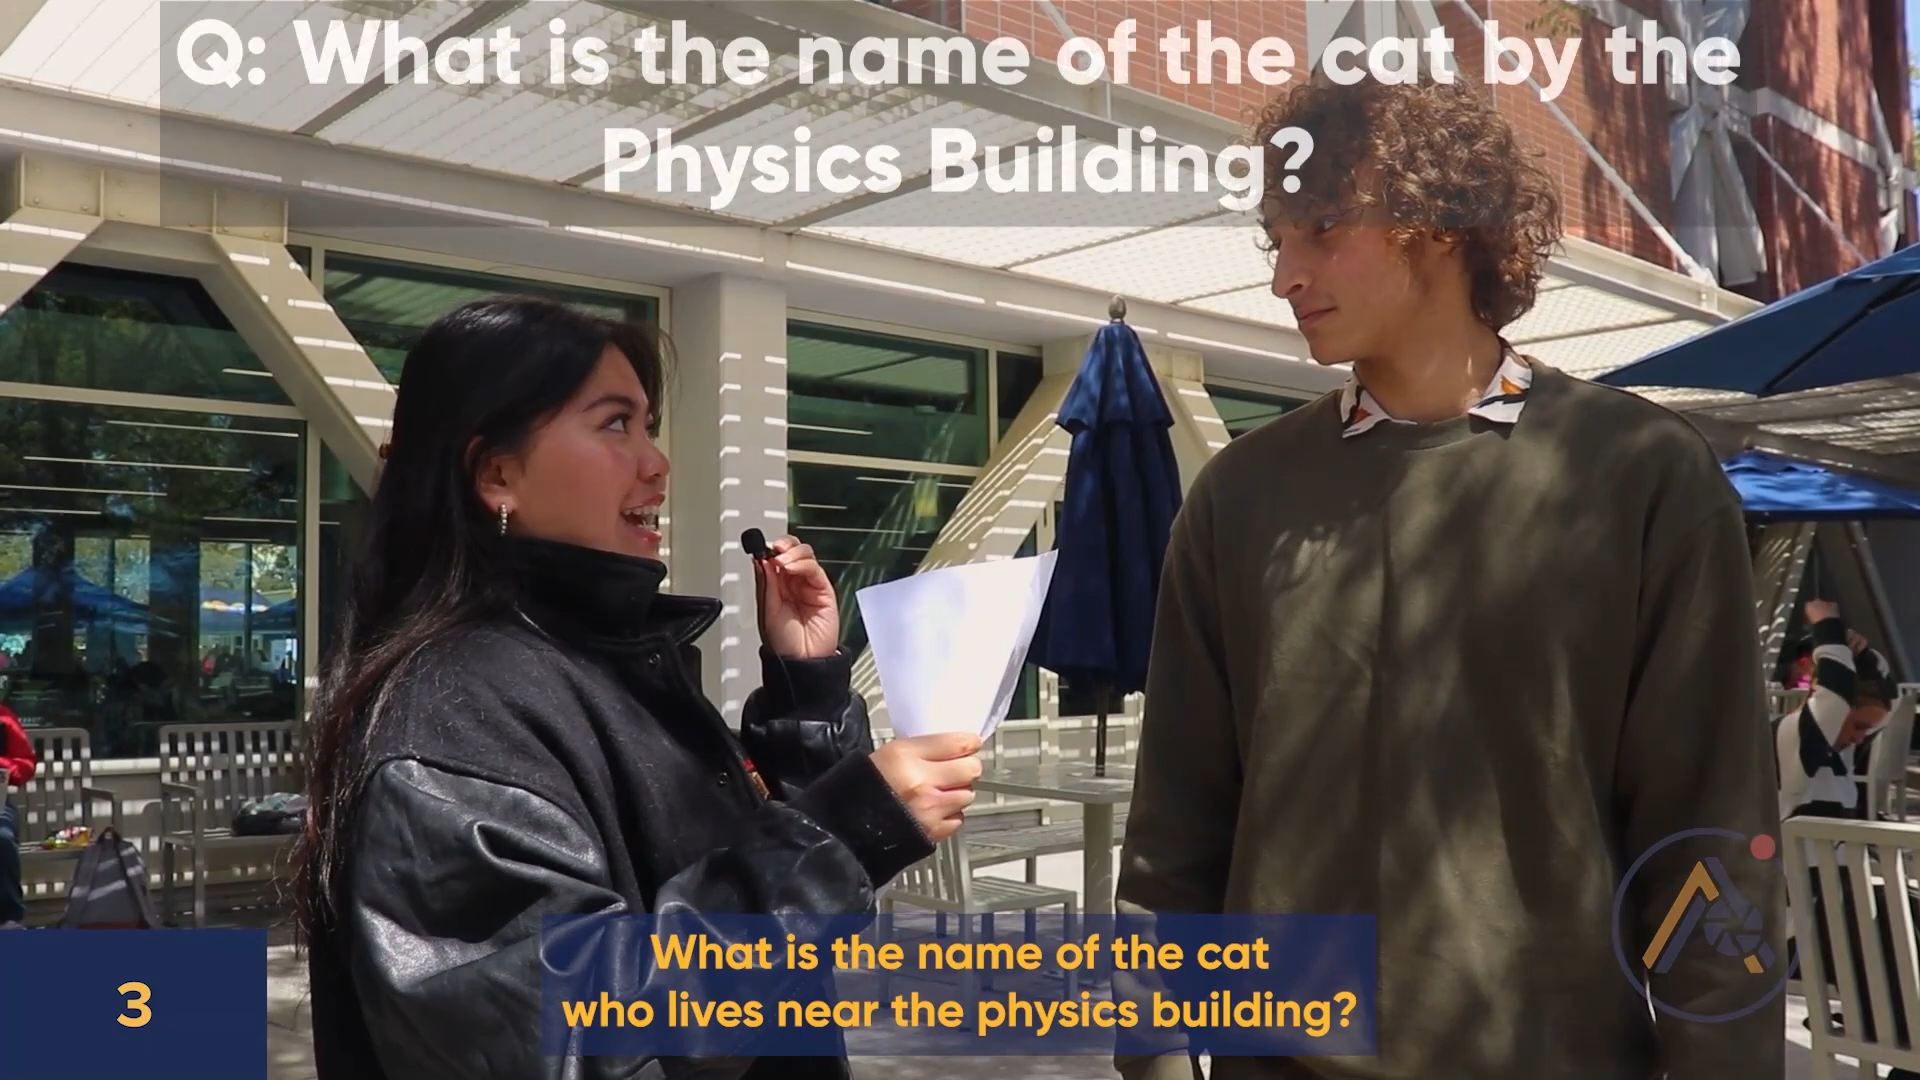 Q: What is the name of the cat by the
Physics Building?
What is the name of the cat
who lives near the physics building?
3